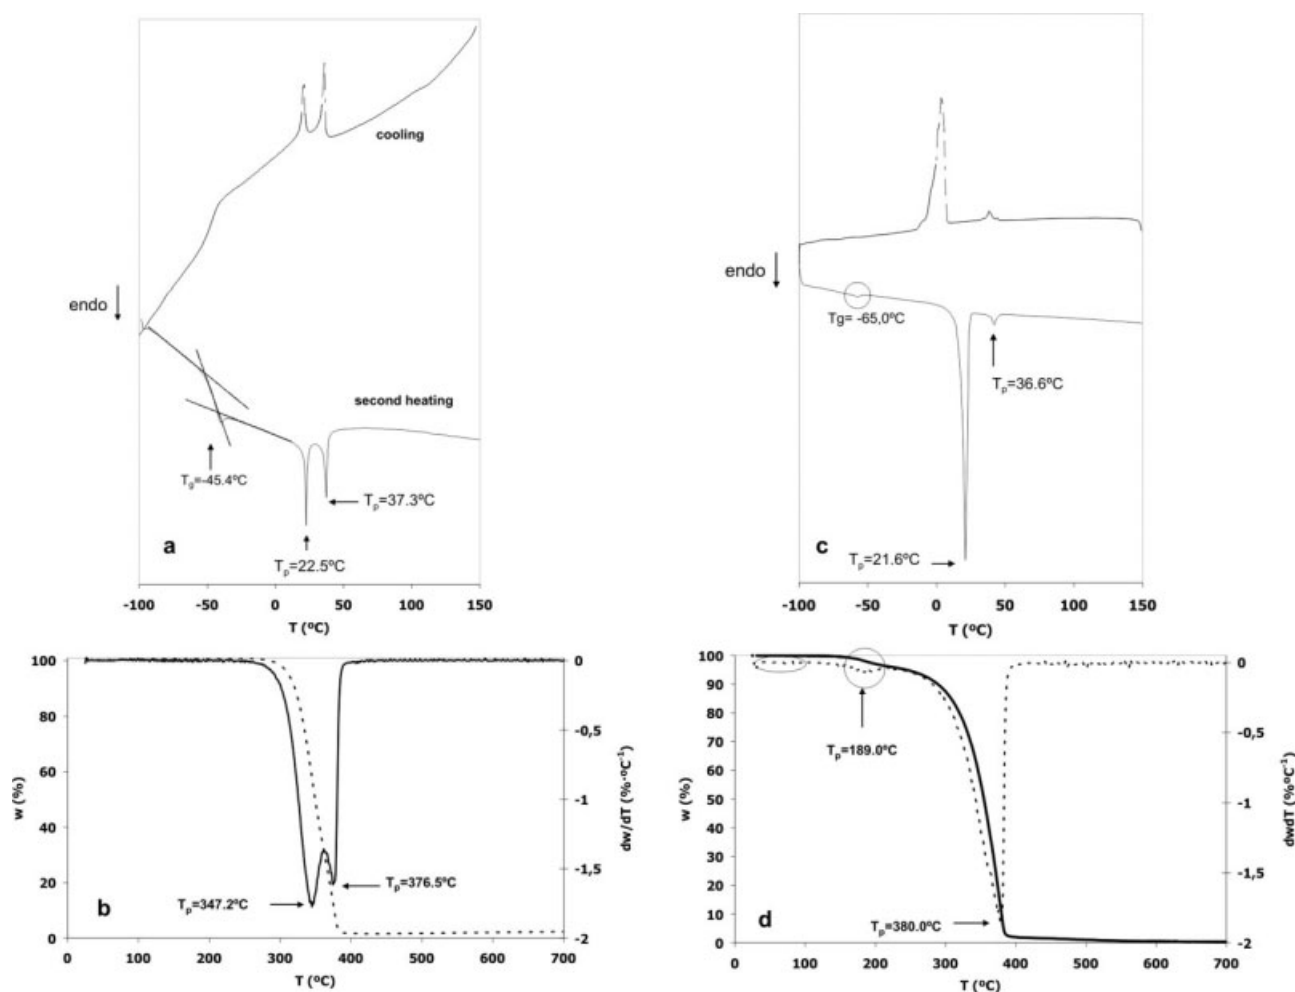 cooling
endo
second heating
Tg=-45.4ºC
Tp=37.3ºC
a
Tp=22.5ºC
-100 -50 0 50 100 150
T (ºC)
endo
Tg= -65,0ºC
Tp=36.6ºC
c
Tp=21.6ºC
-100 -50 0 50 100 150
T (ºC)
100
80
60
40
20
0
w (%)
0
-0,5
-1
-1,5
-2
dw/dT (%·ºC-1)
Tp=376.5ºC
Tp=347.2ºC
b
0 100 200 300 400 500 600 700
T (ºC)
100
90
80
70
60
50
40
30
20
10
0
w (%)
0
-0,5
-1
-1,5
-2
dwdT (%ºC-1)
Tp=189.0ºC
Tp=380.0ºC
d
0 100 200 300 400 500 600 700
T (ºC)